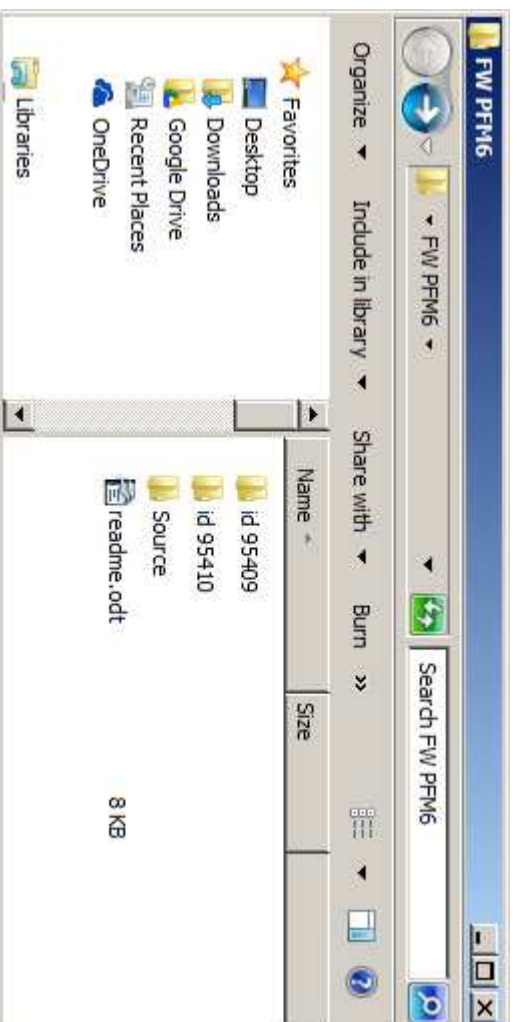 FW PFM6
FW PFM6
Search FW PFM6
Organize
Include in library
Share with
Burn
Favorites
Desktop
Downloads
Google Drive
Recent Places
OneDrive
Libraries
Name
Size
id 95409
id 95410
Source
readme.odt
8 KB